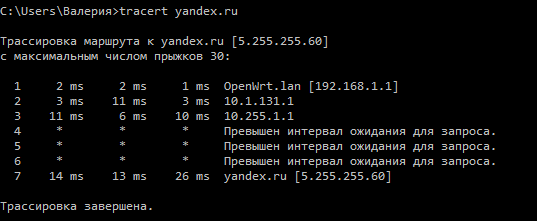 C:\Users\Валерия>tracert yandex.ru
Трассировка маршрута к yandex.ru [5.255.255.60]
с максимальным числом прыжков 30:
1 2 ms 2 ms 1 ms OpenWrt.lan [192.168.1.1]
2 3 ms 11 ms 3 ms 10.1.131.1
3 11 ms 6 ms 10 ms 10.255.1.1
4 * * * Превышен интервал ожидания для запроса.
5 * * * Превышен интервал ожидания для запроса.
6 * * * Превышен интервал ожидания для запроса.
7 14 ms 13 ms 26 ms yandex.ru [5.255.255.60]
Трассировка завершена.